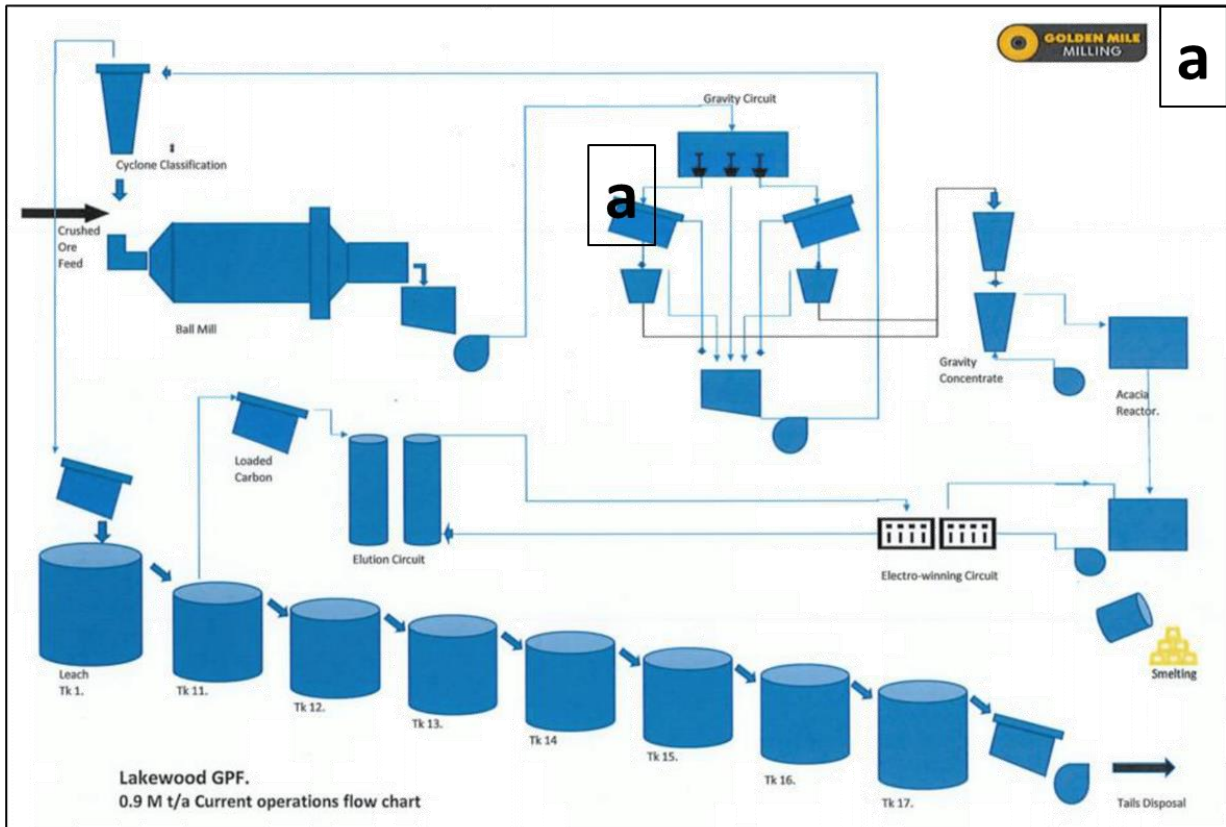 GOLDEN MILE
MILLING
a
Gravity Circuit
Cyclone Classification
a
Crushed
Ore
Feed
Ball Mill
Gravity
Concentrate
Acacia
Reactor.
Loaded
Carbon
Elution Circuit
Electro-winning Circuit
Leach
Tk 1.
Tk 11.
Tk 12.
Tk 13.
Tk 14
Tk 15.
Tk 16.
Tk 17.
Smelting
Tails Disposal
Lakewood GPF.
0.9 M t/a Current operations flow chart